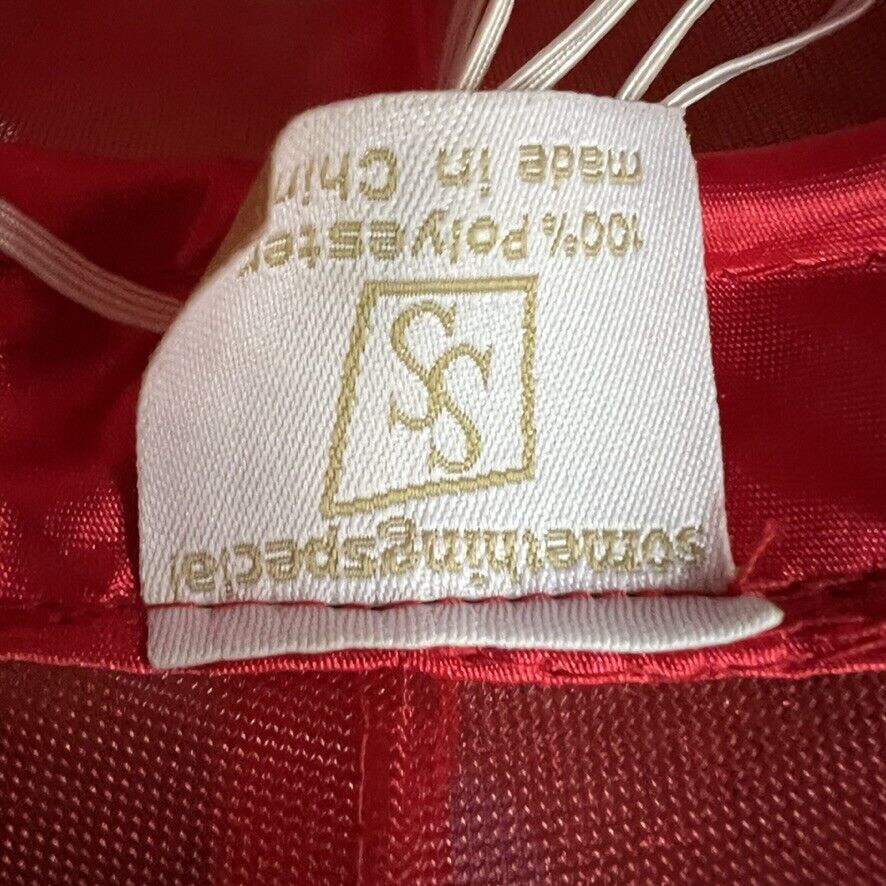 somethingspecial
SS
100% Polyester
made in Chin